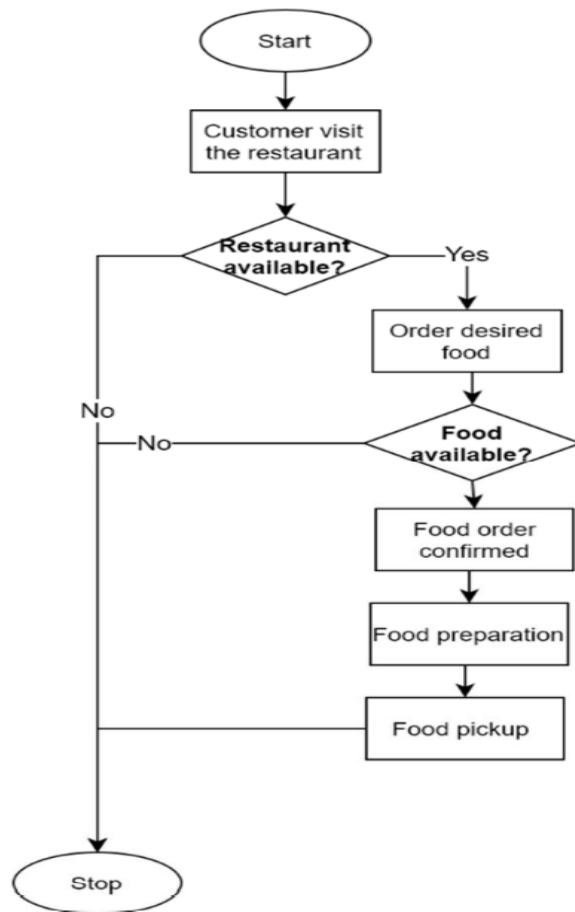 Start
Customer visit
the restaurant
Restaurant
available?
Yes
Order desired
food
No
Food
available?
No
Food order
confirmed
Food preparation
Food pickup
Stop